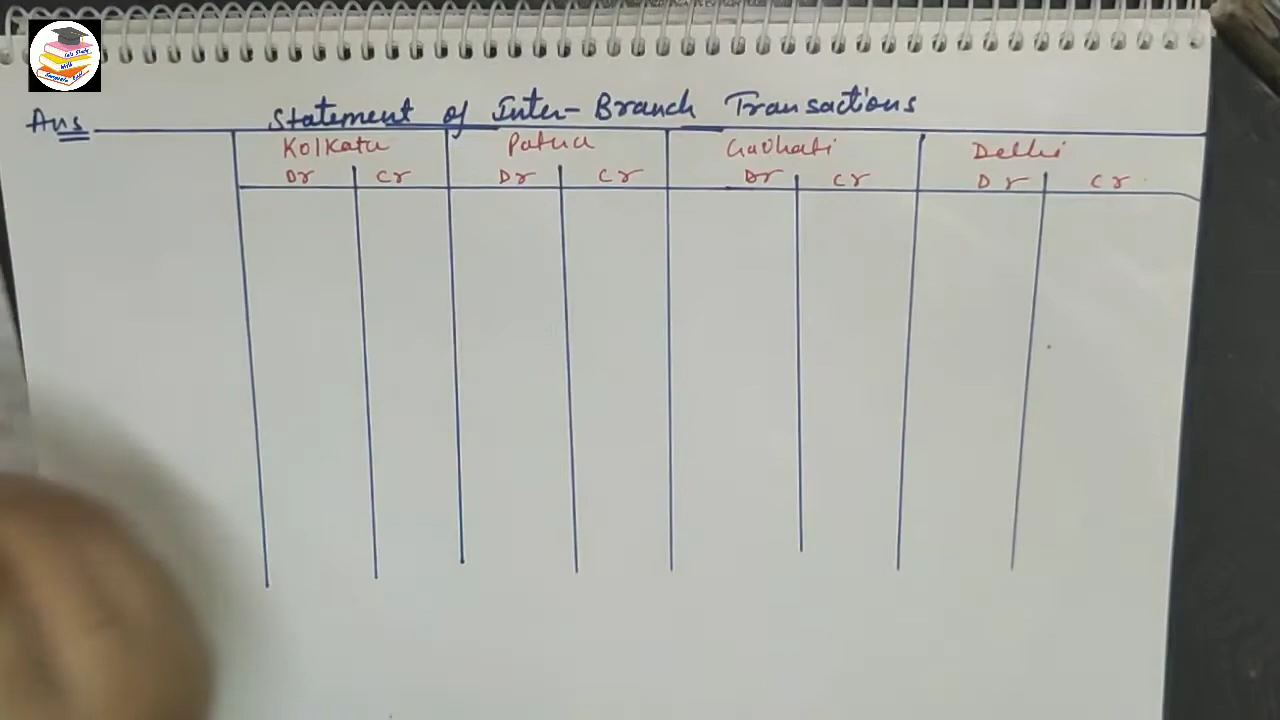 Ans Statement of Inter-Branch Transactions
Kolkata Patna Gauhati Delhi
Dr Cr Dr Cr Dr Cr Dr Cr